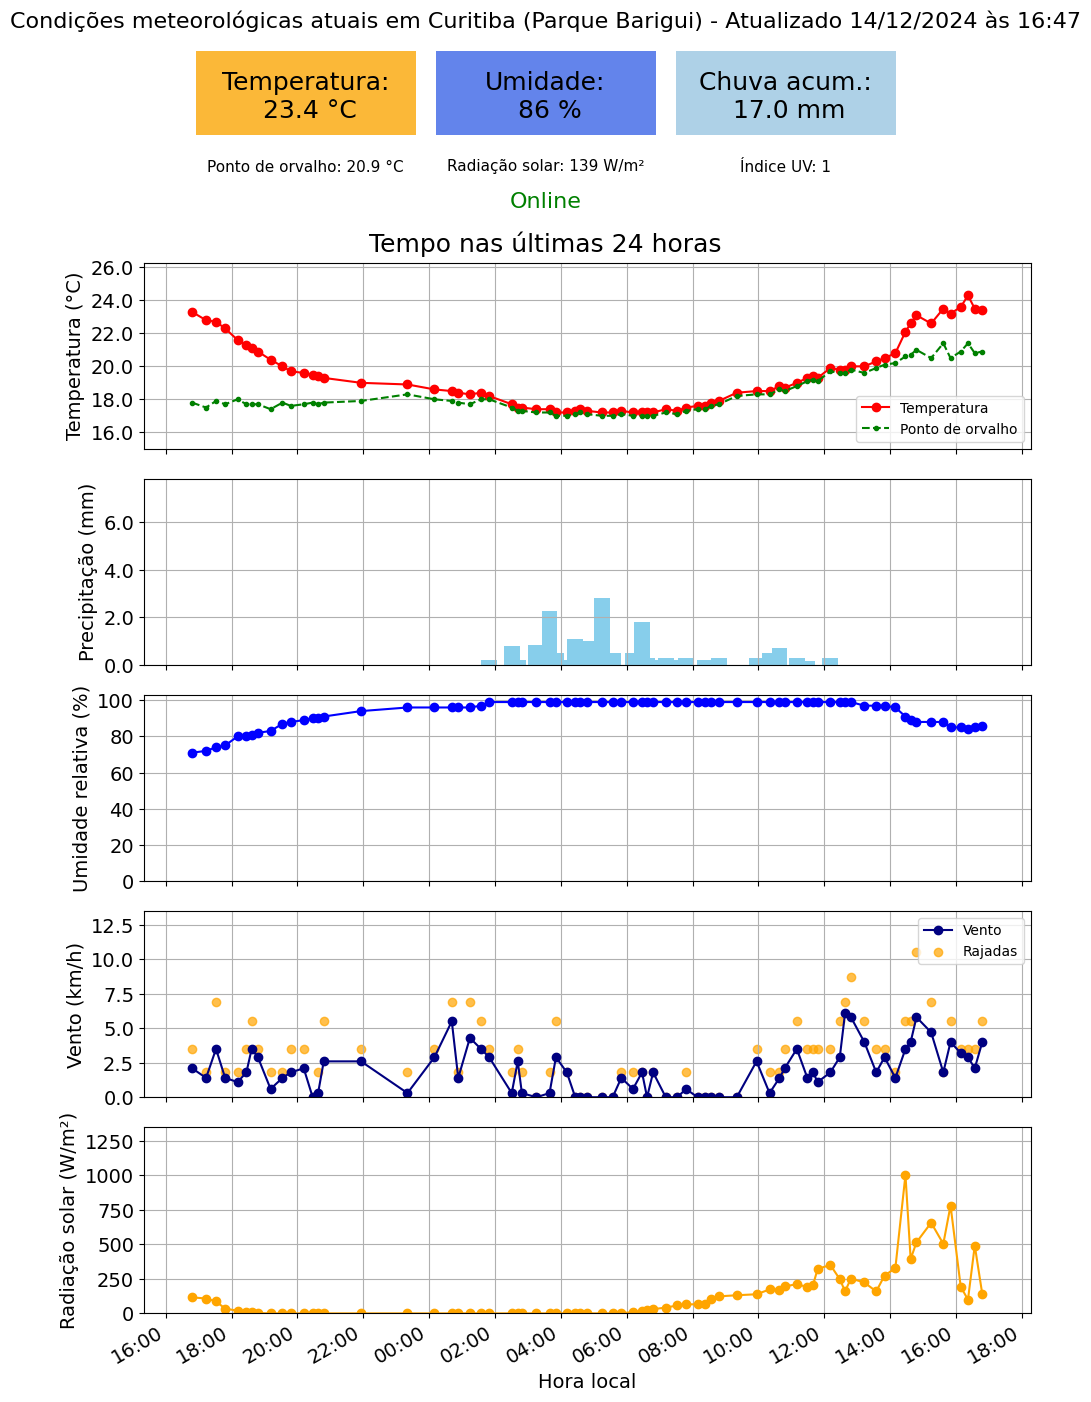 Condições meteorológicas atuais em Curitiba (Parque Barigui) - Atualizado 14/12/2024 às 16:47
Temperatura:
23.4 °C
Umidade:
86 %
Chuva acum.:
17.0 mm
Ponto de orvalho: 20.9 °C
Radiação solar: 139 W/m²
Índice UV: 1
Online
Tempo nas últimas 24 horas
Temperatura (°C)
26.0
24.0
22.0
20.0
18.0
16.0
Temperatura
Ponto de orvalho
Precipitação (mm)
6.0
4.0
2.0
0.0
Umidade relativa (%)
100
80
60
40
20
0
Vento (km/h)
12.5
10.0
7.5
5.0
2.5
0.0
Vento
Rajadas
Radiação solar (W/m²)
1250
1000
750
500
250
0
16:00
18:00
20:00
22:00
00:00
02:00
04:00
06:00
08:00
10:00
12:00
14:00
16:00
18:00
Hora local